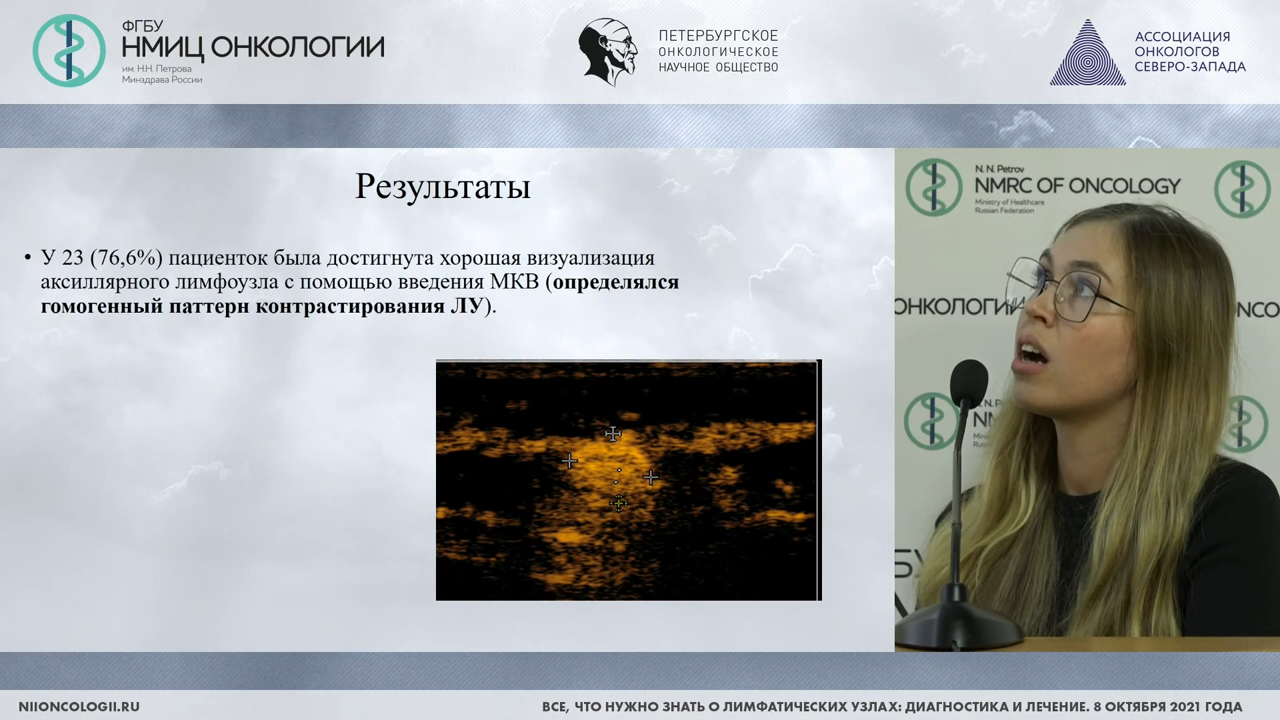 ФГБУ
НМИЦ ОНКОЛОГИИ
им. Н.Н. Петрова
Минздрава России
ПЕТЕРБУРГСКОЕ
ОНКОЛОГИЧЕСКОЕ
НАУЧНОЕ ОБЩЕСТВО
АССОЦИАЦИЯ
ОНКОЛОГОВ
СЕВЕРО-ЗАПАДА
Результаты
• У 23 (76,6%) пациенток была достигнута хорошая визуализация
аксиллярного лимфоузла с помощью введения МКВ (определялся
гомогенный паттерн контрастирования ЛУ).
N. N. Petrov
NMRC OF ONCOLOGY
Ministry of Healthcare
Russian Federation
ОНКОЛОГИИ
NIIONCOLOGII.RU
ВСЕ, ЧТО НУЖНО ЗНАТЬ О ЛИМФАТИЧЕСКИХ УЗЛАХ: ДИАГНОСТИКА И ЛЕЧЕНИЕ. 8 ОКТЯБРЯ 2021 ГОДА